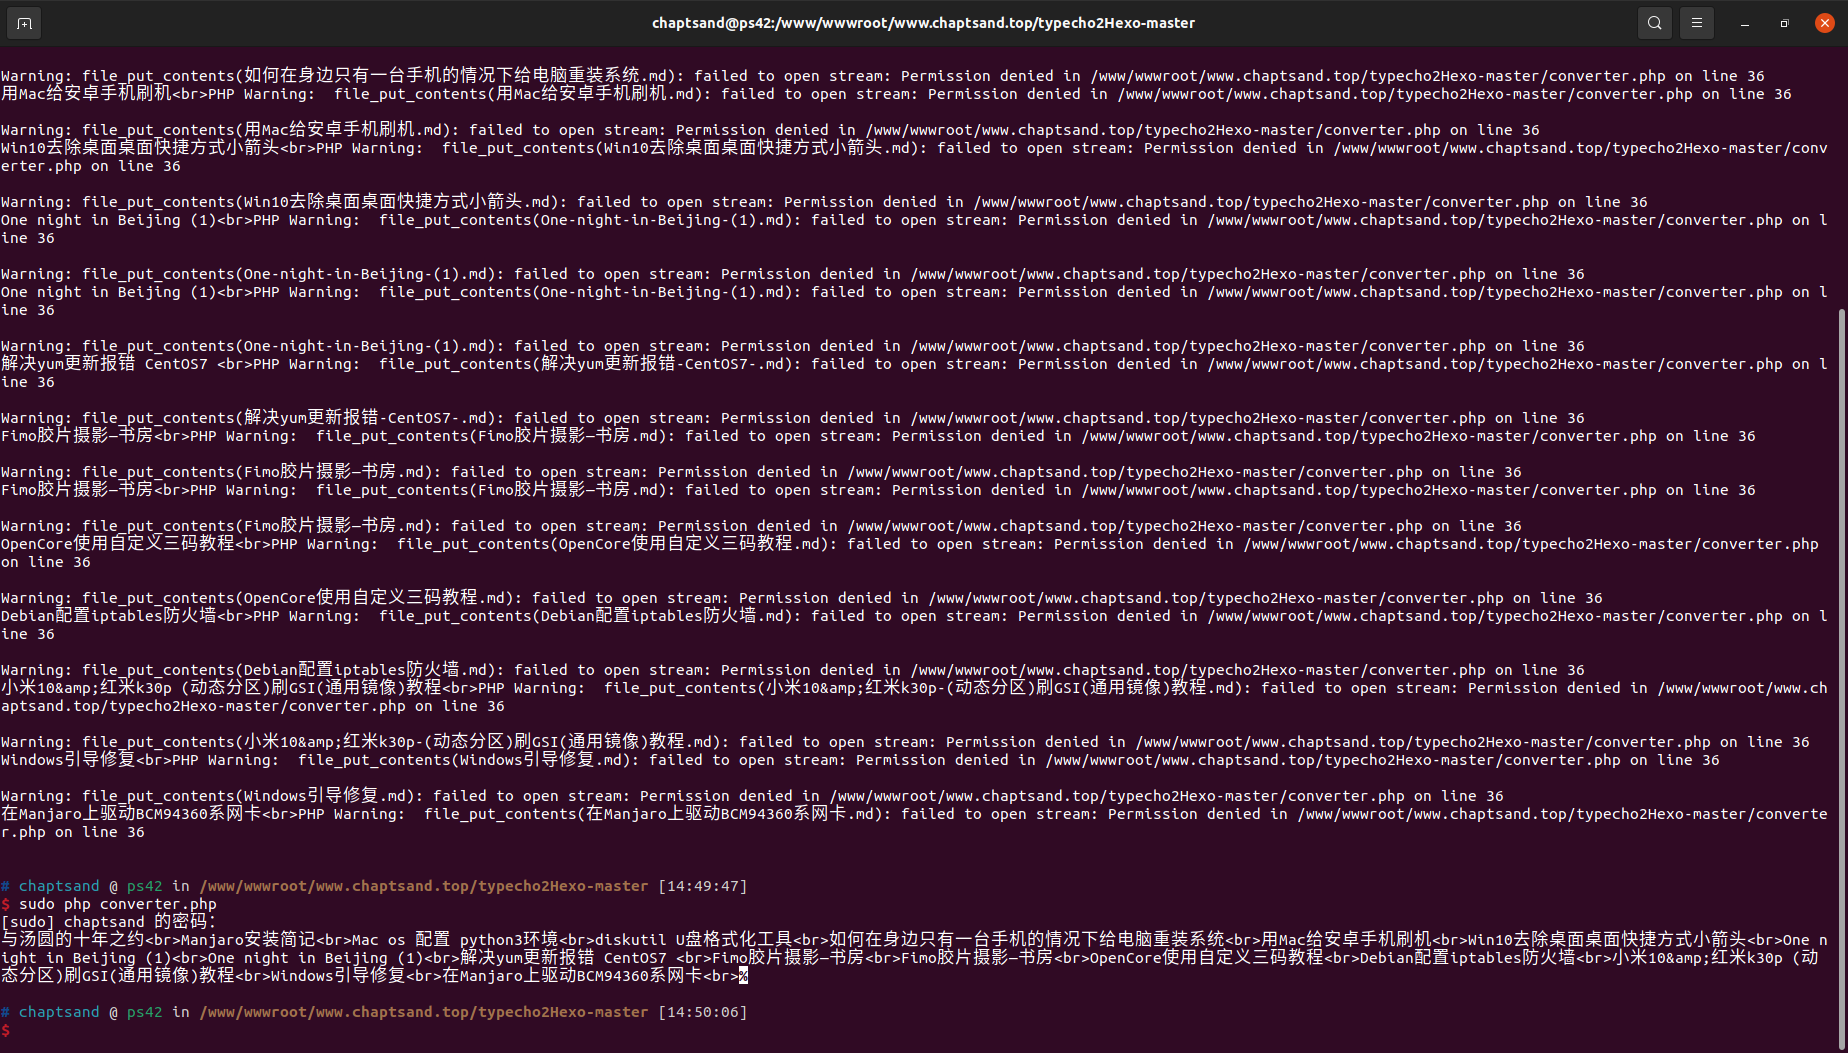 chaptsand@ps42:/www/wwwroot/www.chaptsand.top/typecho2Hexo-master
Warning: file_put_contents(如何在身边只有一台手机的情况下给电脑重装系统.md): failed to open stream: Permission denied in /www/wwwroot/www.chaptsand.top/typecho2Hexo-master/converter.php on line 36
用Mac给安卓手机刷机<br>PHP Warning:  file_put_contents(用Mac给安卓手机刷机.md): failed to open stream: Permission denied in /www/wwwroot/www.chaptsand.top/typecho2Hexo-master/converter.php on line 36
Warning: file_put_contents(用Mac给安卓手机刷机.md): failed to open stream: Permission denied in /www/wwwroot/www.chaptsand.top/typecho2Hexo-master/converter.php on line 36
Win10去除桌面桌面快捷方式小箭头<br>PHP Warning:  file_put_contents(Win10去除桌面桌面快捷方式小箭头.md): failed to open stream: Permission denied in /www/wwwroot/www.chaptsand.top/typecho2Hexo-master/conv
erter.php on line 36
Warning: file_put_contents(Win10去除桌面桌面快捷方式小箭头.md): failed to open stream: Permission denied in /www/wwwroot/www.chaptsand.top/typecho2Hexo-master/converter.php on line 36
One night in Beijing (1)<br>PHP Warning:  file_put_contents(One-night-in-Beijing-(1).md): failed to open stream: Permission denied in /www/wwwroot/www.chaptsand.top/typecho2Hexo-master/converter.php on l
ine 36
Warning: file_put_contents(One-night-in-Beijing-(1).md): failed to open stream: Permission denied in /www/wwwroot/www.chaptsand.top/typecho2Hexo-master/converter.php on line 36
One night in Beijing (1)<br>PHP Warning:  file_put_contents(One-night-in-Beijing-(1).md): failed to open stream: Permission denied in /www/wwwroot/www.chaptsand.top/typecho2Hexo-master/converter.php on l
ine 36
Warning: file_put_contents(One-night-in-Beijing-(1).md): failed to open stream: Permission denied in /www/wwwroot/www.chaptsand.top/typecho2Hexo-master/converter.php on line 36
解决yum更新报错 CentOS7 <br>PHP Warning:  file_put_contents(解决yum更新报错-CentOS7-.md): failed to open stream: Permission denied in /www/wwwroot/www.chaptsand.top/typecho2Hexo-master/converter.php on l
ine 36
Warning: file_put_contents(解决yum更新报错-CentOS7-.md): failed to open stream: Permission denied in /www/wwwroot/www.chaptsand.top/typecho2Hexo-master/converter.php on line 36
Fimo胶片摄影—书房<br>PHP Warning:  file_put_contents(Fimo胶片摄影—书房.md): failed to open stream: Permission denied in /www/wwwroot/www.chaptsand.top/typecho2Hexo-master/converter.php on line 36
Warning: file_put_contents(Fimo胶片摄影—书房.md): failed to open stream: Permission denied in /www/wwwroot/www.chaptsand.top/typecho2Hexo-master/converter.php on line 36
Fimo胶片摄影—书房<br>PHP Warning:  file_put_contents(Fimo胶片摄影—书房.md): failed to open stream: Permission denied in /www/wwwroot/www.chaptsand.top/typecho2Hexo-master/converter.php on line 36
Warning: file_put_contents(Fimo胶片摄影—书房.md): failed to open stream: Permission denied in /www/wwwroot/www.chaptsand.top/typecho2Hexo-master/converter.php on line 36
OpenCore使用自定义三码教程<br>PHP Warning:  file_put_contents(OpenCore使用自定义三码教程.md): failed to open stream: Permission denied in /www/wwwroot/www.chaptsand.top/typecho2Hexo-master/converter.php
on line 36
Warning: file_put_contents(OpenCore使用自定义三码教程.md): failed to open stream: Permission denied in /www/wwwroot/www.chaptsand.top/typecho2Hexo-master/converter.php on line 36
Debian配置iptables防火墙<br>PHP Warning:  file_put_contents(Debian配置iptables防火墙.md): failed to open stream: Permission denied in /www/wwwroot/www.chaptsand.top/typecho2Hexo-master/converter.php on l
ine 36
Warning: file_put_contents(Debian配置iptables防火墙.md): failed to open stream: Permission denied in /www/wwwroot/www.chaptsand.top/typecho2Hexo-master/converter.php on line 36
小米10&amp;红米k30p (动态分区)刷GSI(通用镜像)教程<br>PHP Warning:  file_put_contents(小米10&amp;红米k30p-(动态分区)刷GSI(通用镜像)教程.md): failed to open stream: Permission denied in /www/wwwroot/www.ch
aptsand.top/typecho2Hexo-master/converter.php on line 36
Warning: file_put_contents(小米10&amp;红米k30p-(动态分区)刷GSI(通用镜像)教程.md): failed to open stream: Permission denied in /www/wwwroot/www.chaptsand.top/typecho2Hexo-master/converter.php on line 36
Windows引导修复<br>PHP Warning:  file_put_contents(Windows引导修复.md): failed to open stream: Permission denied in /www/wwwroot/www.chaptsand.top/typecho2Hexo-master/converter.php on line 36
Warning: file_put_contents(Windows引导修复.md): failed to open stream: Permission denied in /www/wwwroot/www.chaptsand.top/typecho2Hexo-master/converter.php on line 36
在Manjaro上驱动BCM94360系网卡<br>PHP Warning:  file_put_contents(在Manjaro上驱动BCM94360系网卡.md): failed to open stream: Permission denied in /www/wwwroot/www.chaptsand.top/typecho2Hexo-master/converte
r.php on line 36
# chaptsand @ ps42 in /www/wwwroot/www.chaptsand.top/typecho2Hexo-master [14:49:47]
$ sudo php converter.php
[sudo] chaptsand 的密码：
与汤圆的十年之约<br>Manjaro安装简记<br>Mac os 配置 python3环境<br>diskutil U盘格式化工具<br>如何在身边只有一台手机的情况下给电脑重装系统<br>用Mac给安卓手机刷机<br>Win10去除桌面桌面快捷方式小箭头<br>One n
ight in Beijing (1)<br>One night in Beijing (1)<br>解决yum更新报错 CentOS7 <br>Fimo胶片摄影—书房<br>Fimo胶片摄影—书房<br>OpenCore使用自定义三码教程<br>Debian配置iptables防火墙<br>小米10&amp;红米k30p (动
态分区)刷GSI(通用镜像)教程<br>Windows引导修复<br>在Manjaro上驱动BCM94360系网卡<br>%
# chaptsand @ ps42 in /www/wwwroot/www.chaptsand.top/typecho2Hexo-master [14:50:06]
$